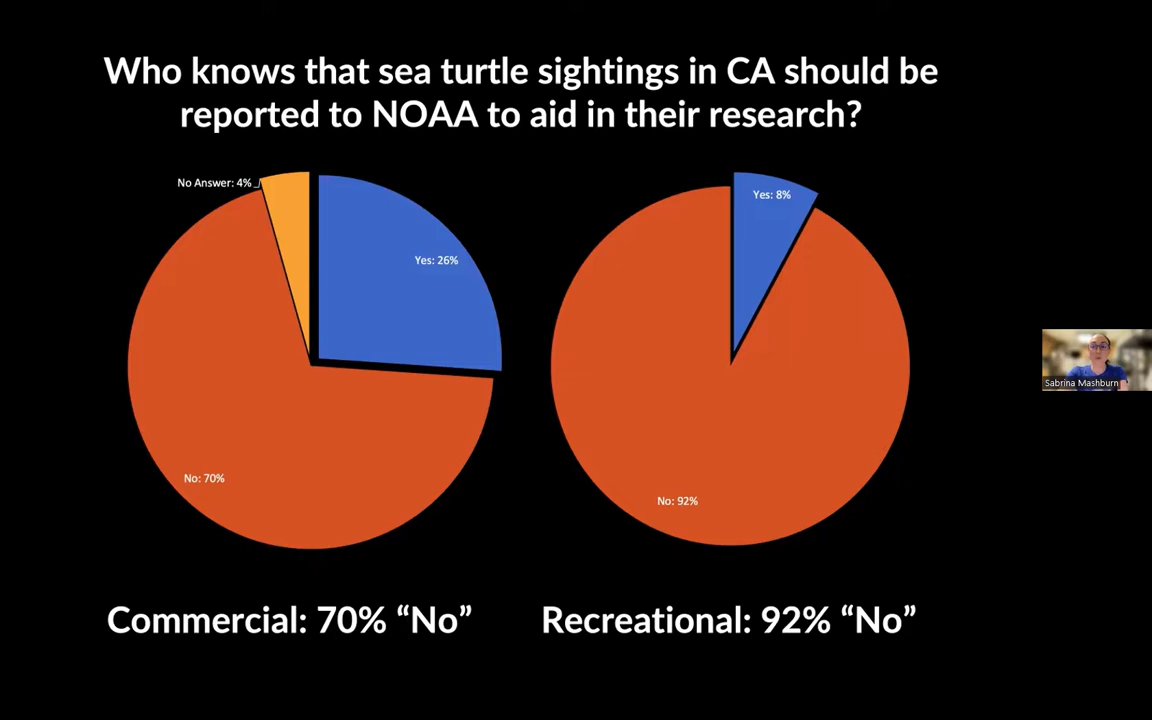 Who knows that sea turtle sightings in CA should be
reported to NOAA to aid in their research?
No Answer: 4%
Yes: 26%
No: 70%
Yes: 8%
No: 92%
Sabrina Mashburn
Commercial: 70% “No”
Recreational: 92% “No”